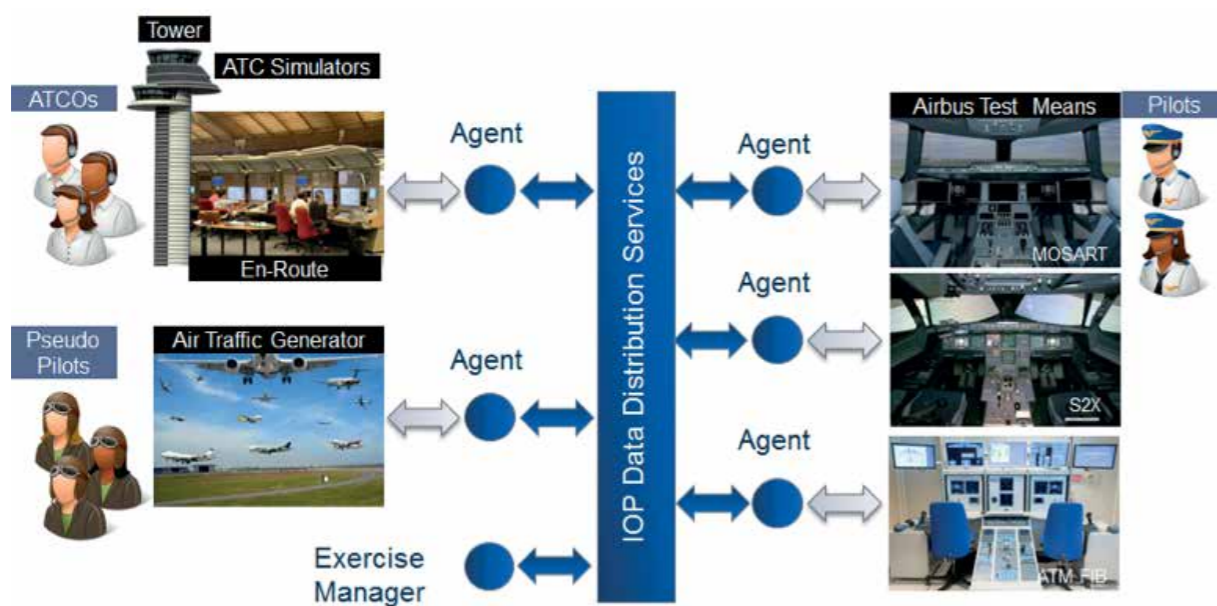 Tower
ATC Simulators
ATCOs
En-Route
Agent
Pseudo
Pilots
Air Traffic Generator
Agent
Exercise
Manager
IOP Data Distribution Services
Agent
Airbus Test Means
Pilots
MOSART
Agent
S2X
Agent
ATM FIB